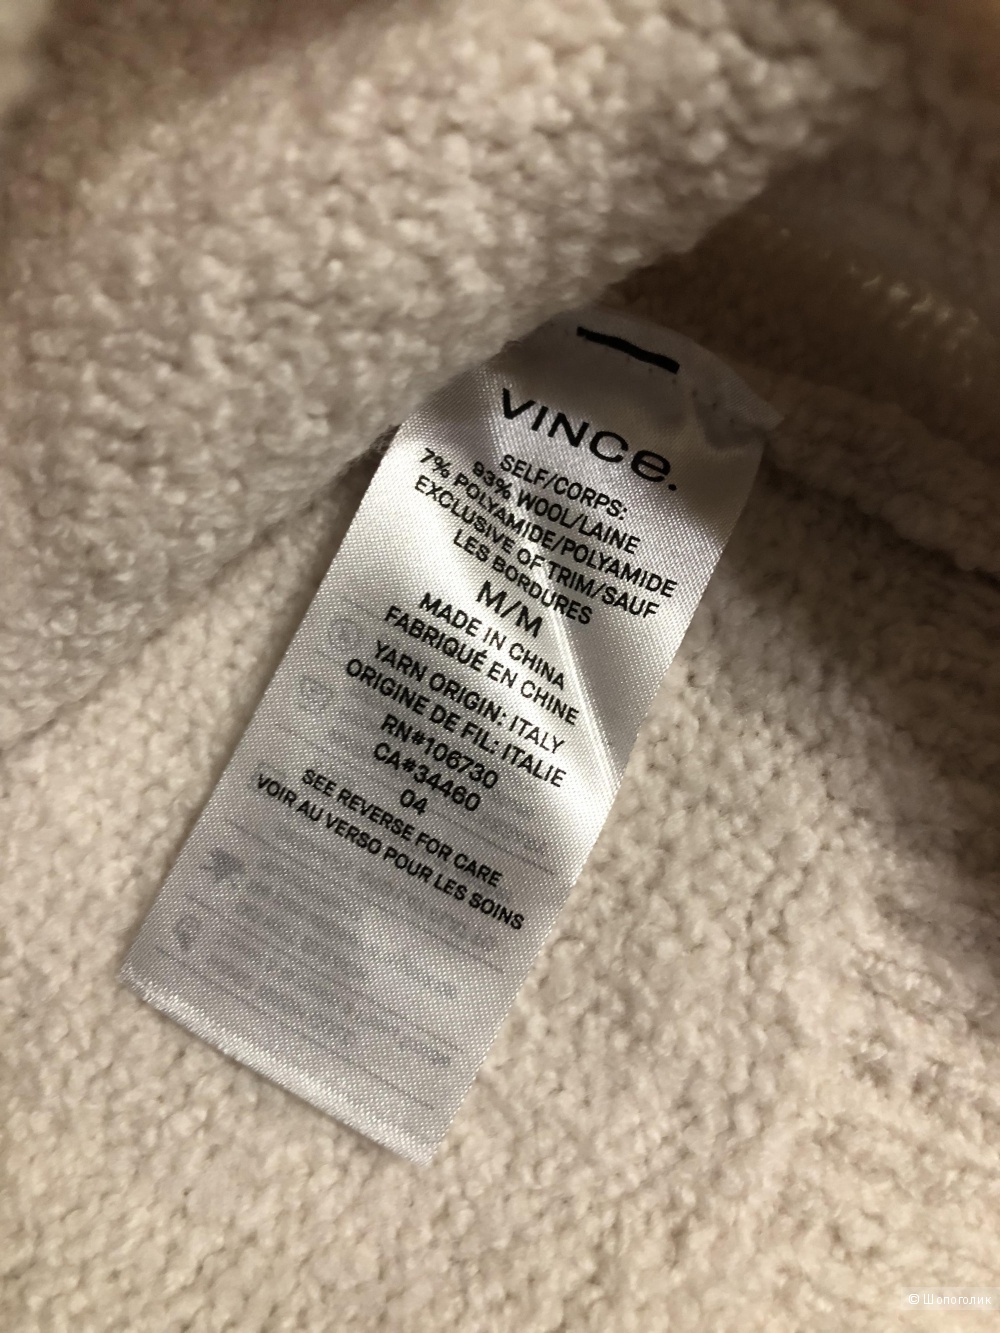 VINCe.
SELF/CORPS:
93% WOOL/LAINE
7% POLYAMIDE/POLYAMIDE
EXCLUSIVE OF TRIM/SAUF
LES BORDURES
M/M
MADE IN CHINA
FABRIQUÉ EN CHINE
YARN ORIGIN: ITALY
ORIGINE DE FIL: ITALIE
RN#106730
CA#34460
04
SEE REVERSE FOR CARE
VOIR AU VERSO POUR LES SOINS
© Шопоголик